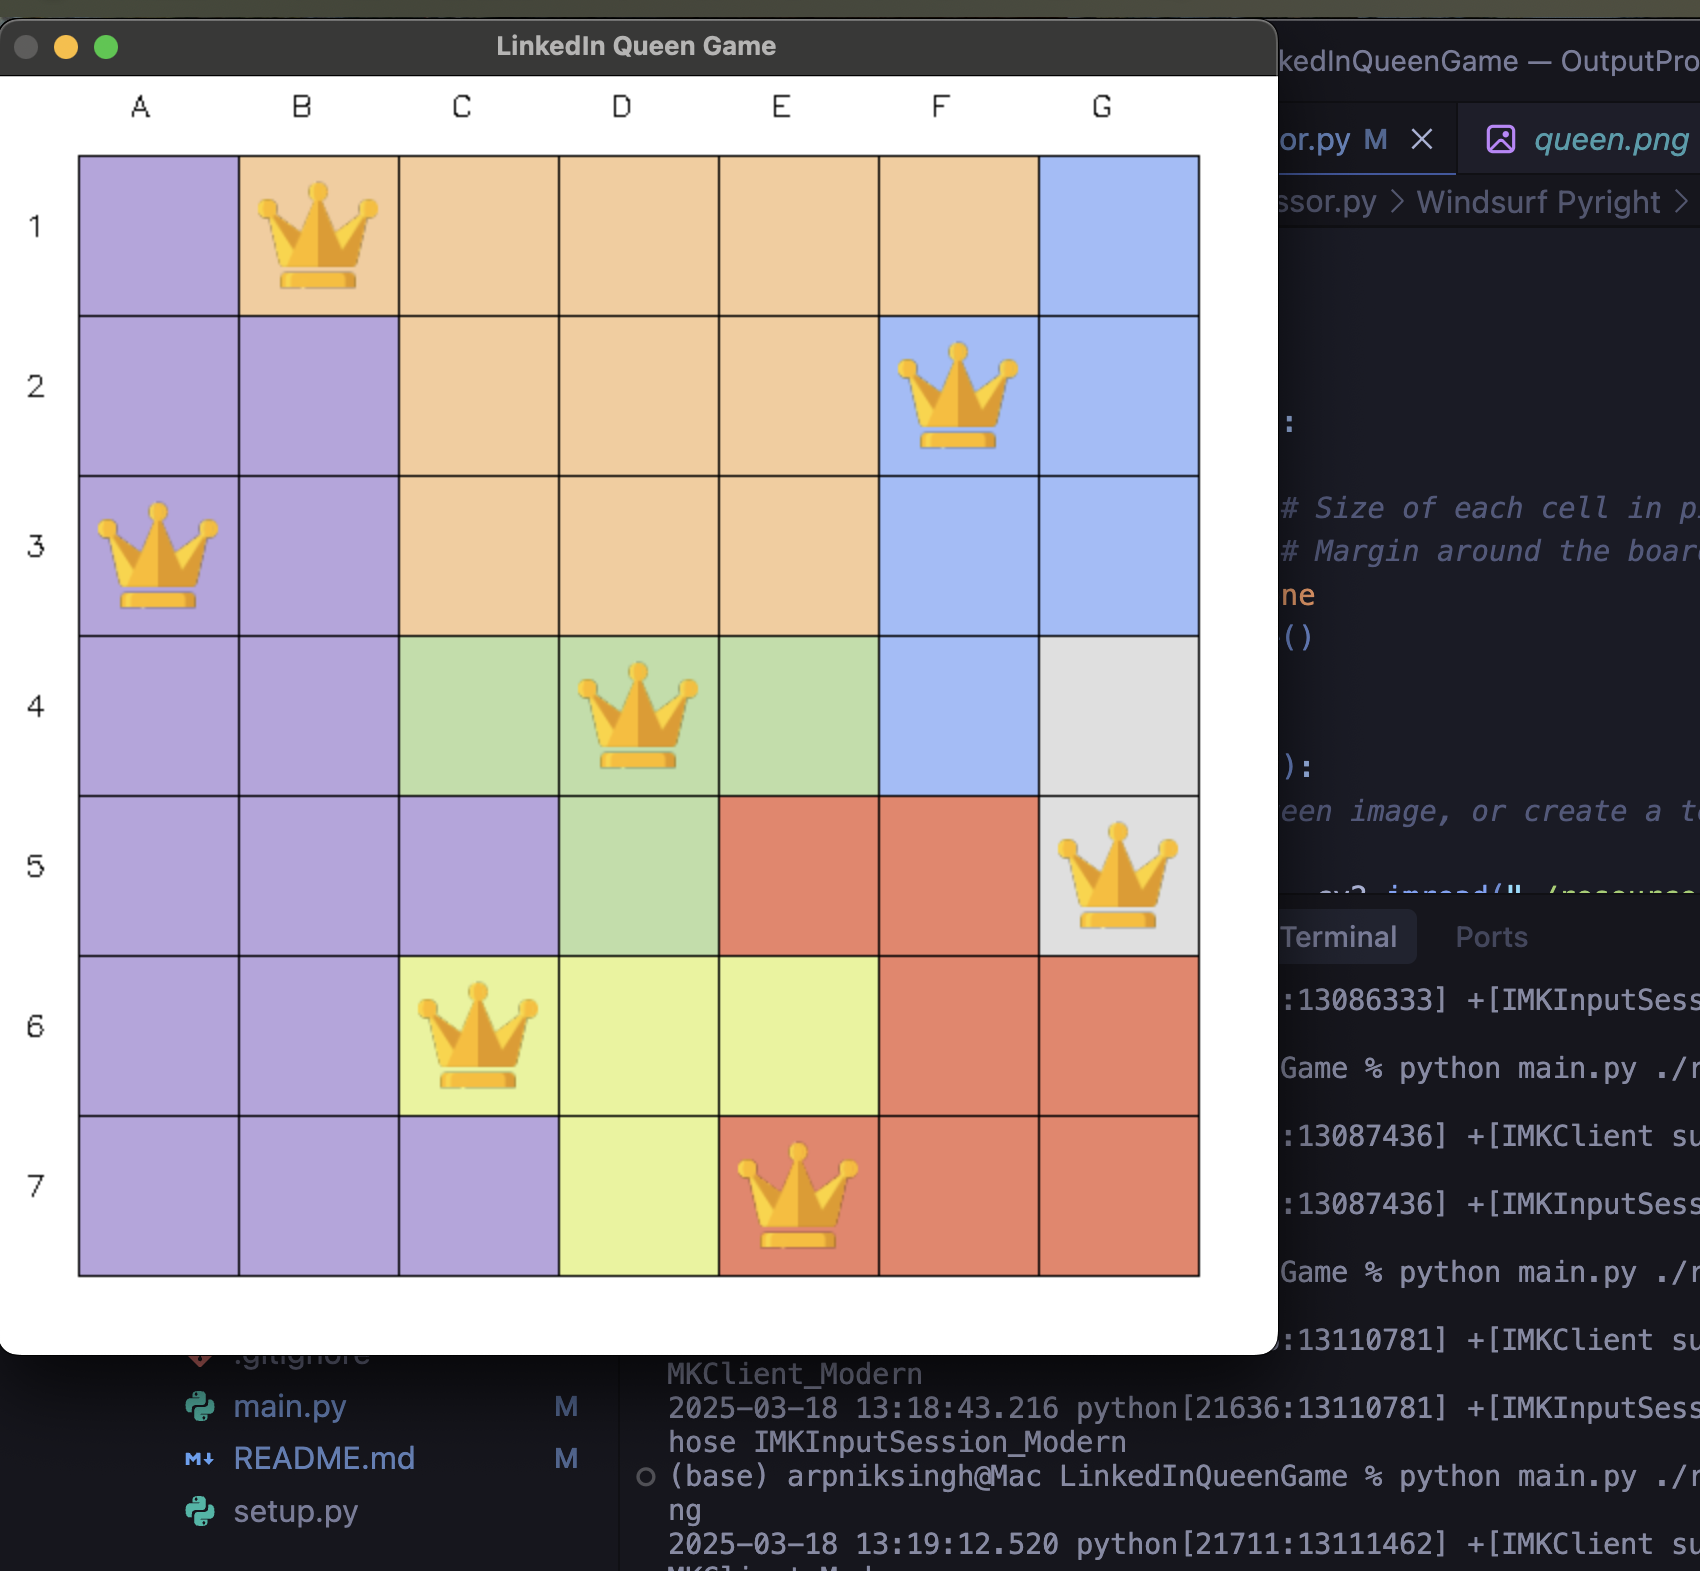 LinkedIn Queen Game
kedInQueenGame — OutputPro
A B C D E F G
or.py M
queen.png
ssor.py > Windsurf Pyright >
1
2
:
3
# Size of each cell in p
# Margin around the boar
ne
()
4
):
een image, or create a t
5
Terminal Ports
:13086333] +[IMKInputSess
6
Game % python main.py ./r
:13087436] +[IMKClient su
7
:13087436] +[IMKInputSess
Game % python main.py ./r
:13110781] +[IMKClient su
.gitignore
MKClient_Modern
main.py M
2025-03-18 13:18:43.216 python[21636:13110781] +[IMKInputSess
hose IMKInputSession_Modern
README.md M
(base) arpniksingh@Mac LinkedInQueenGame % python main.py ./r
ng
setup.py
2025-03-18 13:19:12.520 python[21711:13111462] +[IMKClient su